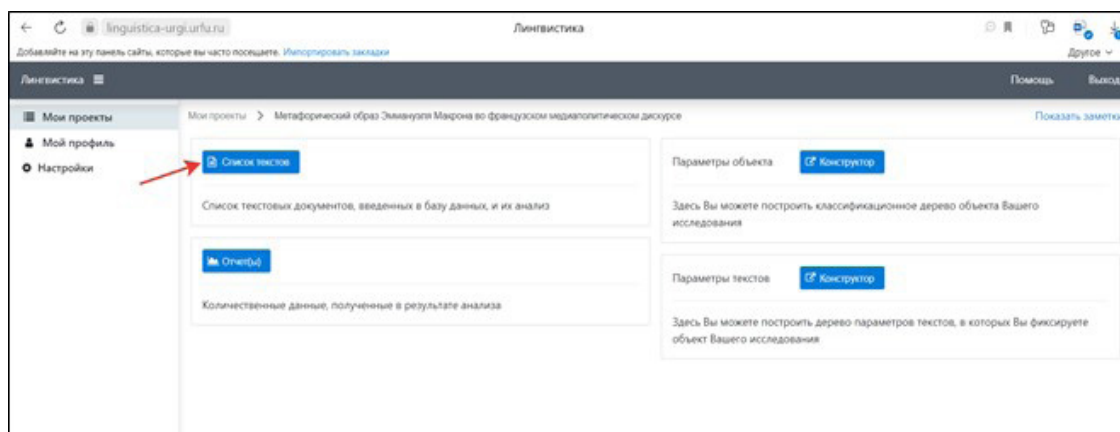 linguistica-urgi.urfu.ru
Лингвистика
Добавляйте на эту панель сайты, которые вы часто посещаете. Импортировать закладки
Другое
Лингвистика
Помощь
Выход
Мои проекты
Мой профиль
Настройки
Мои проекты > Метафорический образ Эммануэля Макрона во французском медиаполитическом дискурсе
Показать заметки
Список текстов
Список текстовых документов, введенных в базу данных, и их анализ
Отчет(ы)
Количественные данные, полученные в результате анализа
Параметры объекта
Конструктор
Здесь Вы можете построить классификационное дерево объекта Вашего
исследования
Параметры текстов
Конструктор
Здесь Вы можете построить дерево параметров текстов, в которых Вы фиксируете
объект Вашего исследования